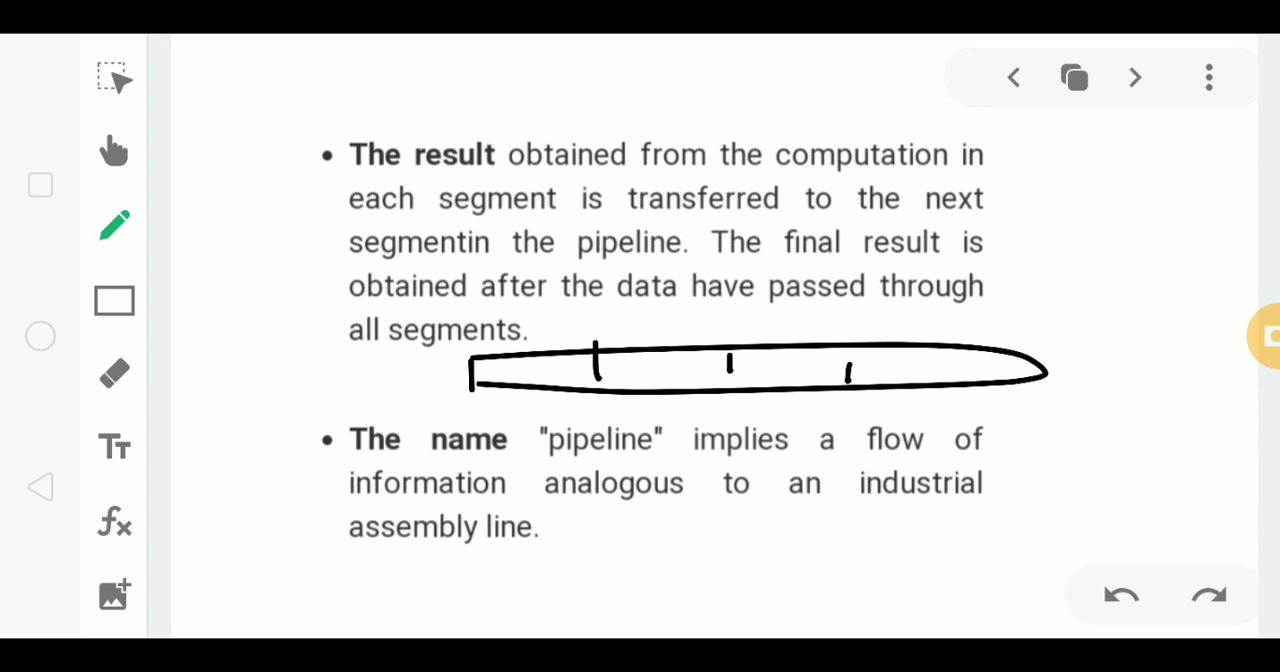 • The result obtained from the computation in
each segment is transferred to the next
segmentin the pipeline. The final result is
obtained after the data have passed through
all segments.
• The name "pipeline" implies a flow of
information analogous to an industrial
assembly line.
TT
fx